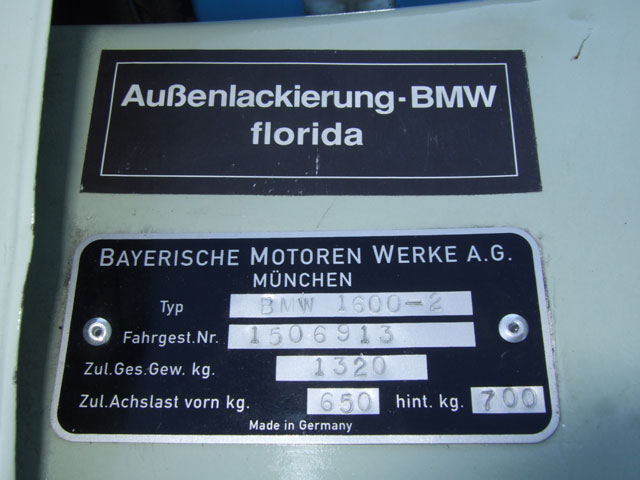 Außenlackierung-BMW
florida
BAYERISCHE MOTOREN WERKE A.G.
MÜNCHEN
Typ BMW 1600-2
Fahrgest.Nr. 1506913
Zul.Ges.Gew. kg. 1320
Zul.Achslast vorn kg. 650 hint. kg. 700
Made in Germany